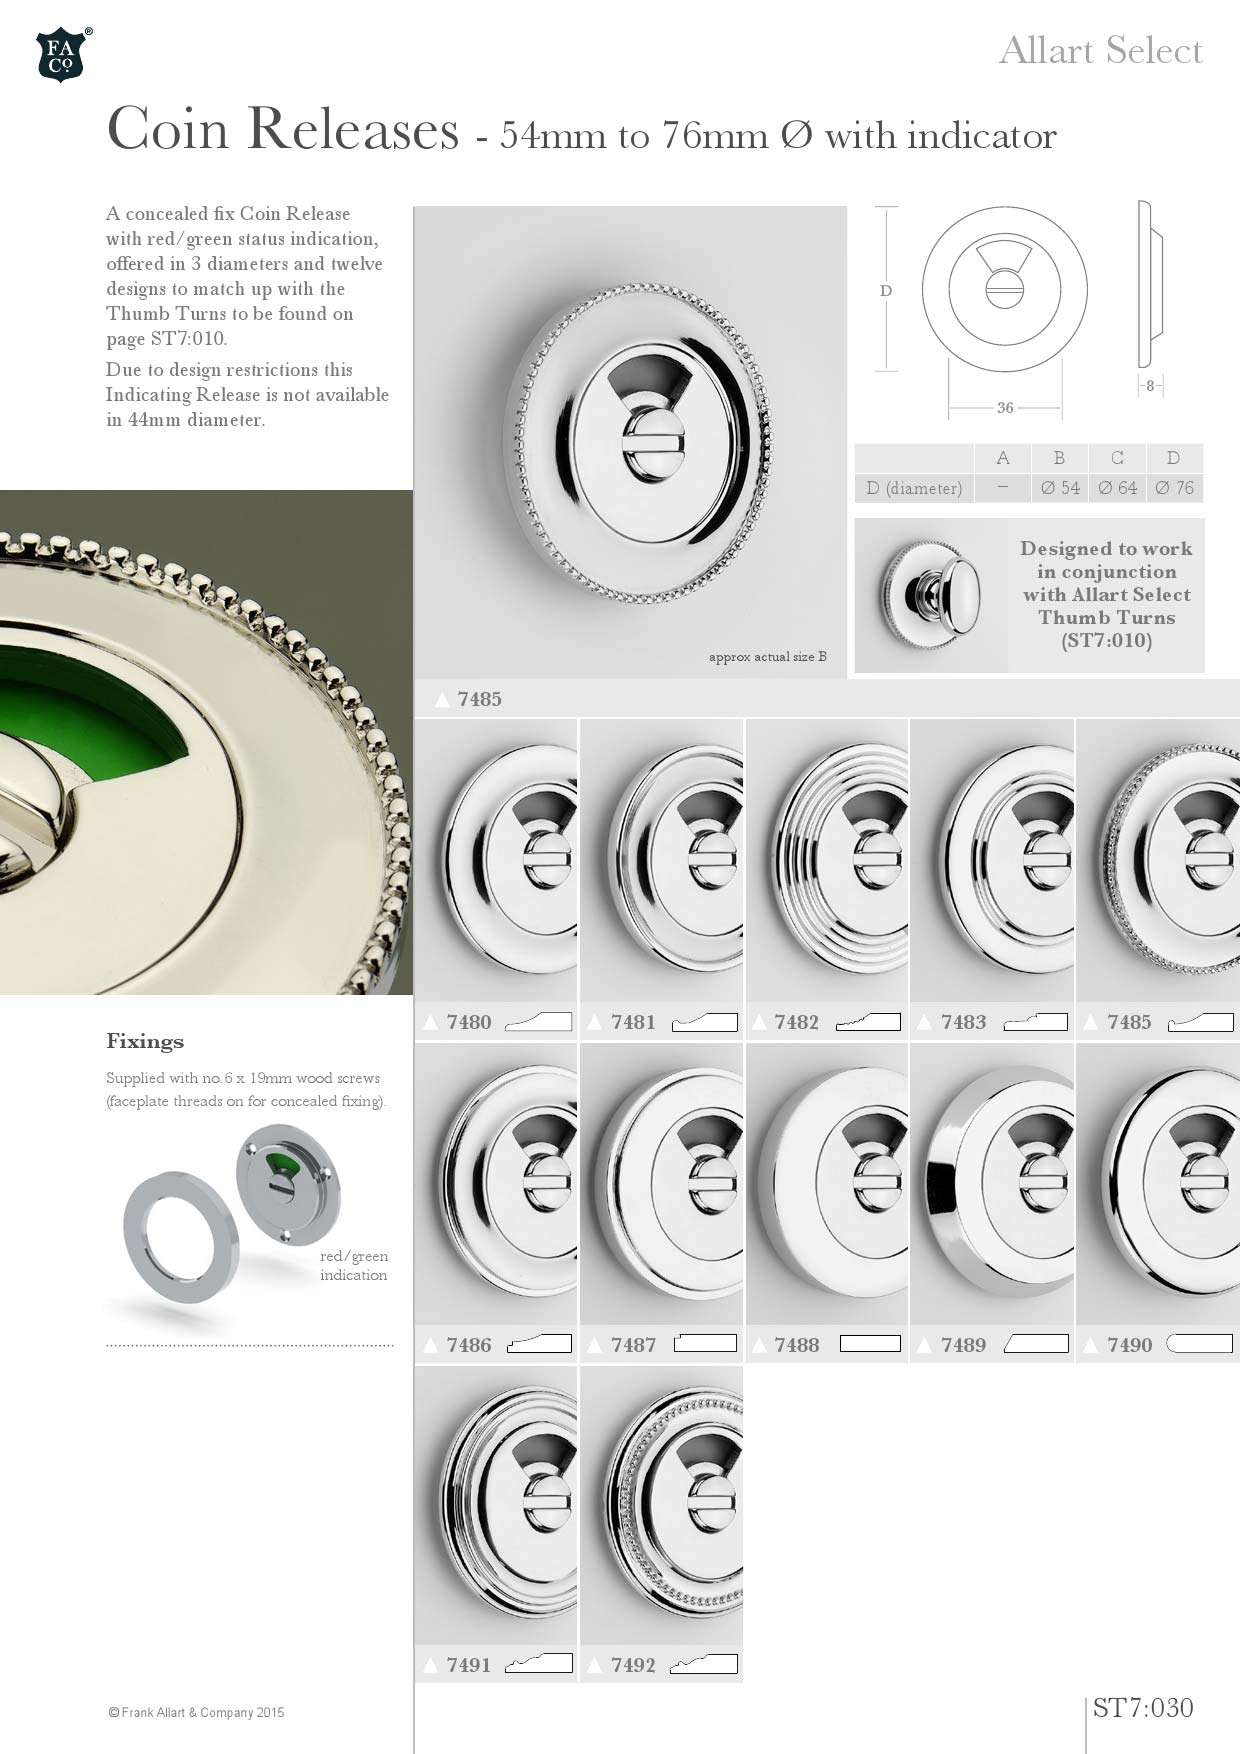 FA
Co.
®
Allart Select
Coin Releases - 54mm to 76mm Ø with indicator
A concealed fix Coin Release
with red/green status indication,
offered in 3 diameters and twelve
designs to match up with the
Thumb Turns to be found on
page ST7:010.
Due to design restrictions this
Indicating Release is not available
in 44mm diameter.
approx actual size B
D
36
8
A B C D
D (diameter) – Ø 54 Ø 64 Ø 76
Designed to work
in conjunction
with Allart Select
Thumb Turns
(ST7:010)
7485
7480 7481 7482 7483 7485
Fixings
Supplied with no. 6 x 19mm wood screws
(faceplate threads on for concealed fixing).
red/green
indication
7486 7487 7488 7489 7490
7491 7492
© Frank Allart & Company 2015
ST7:030